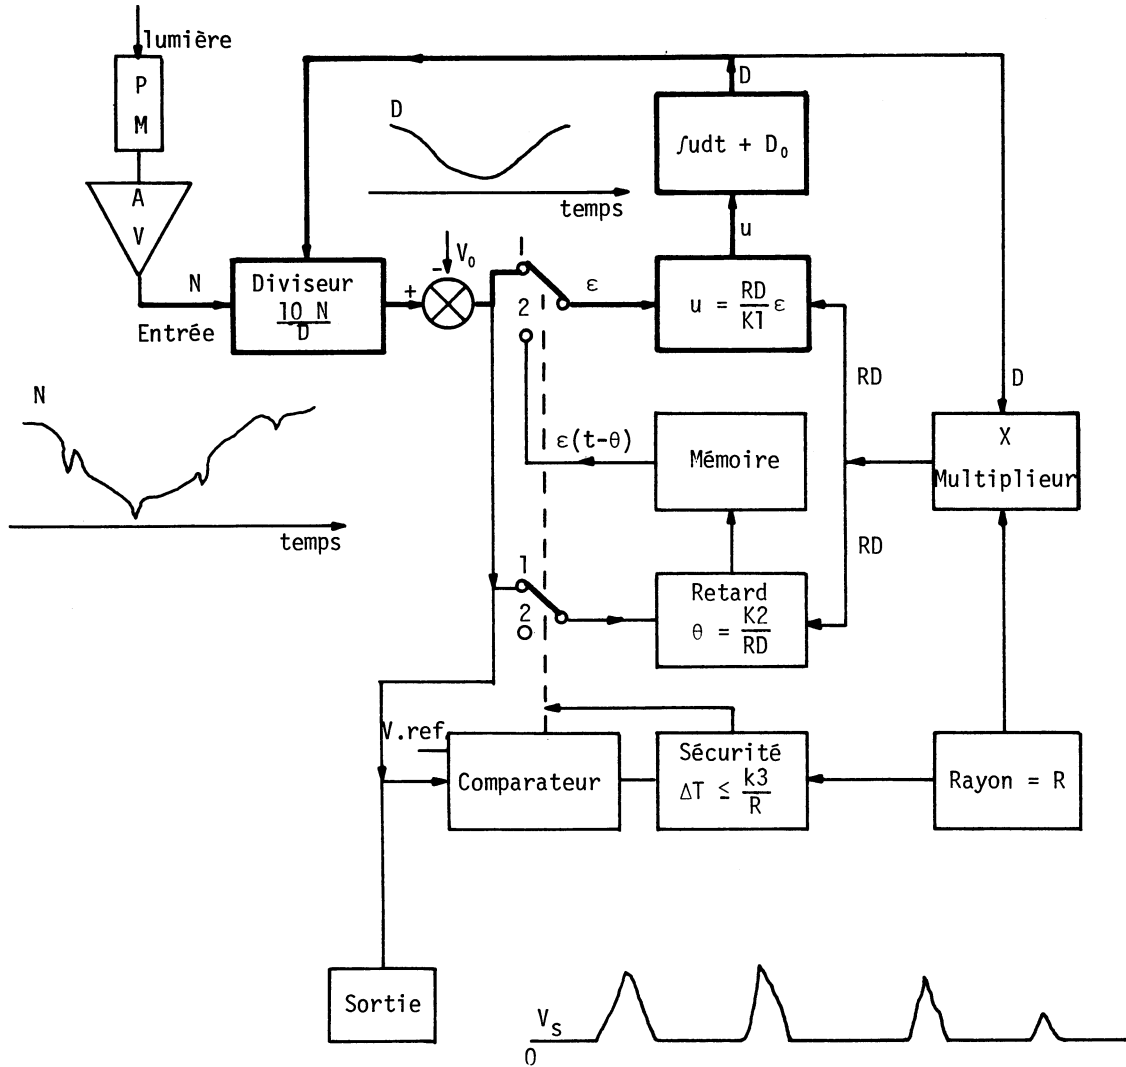 lumière
P
M
A
V
N
Entrée
Diviseur
10 N
D
D
temps
+
-
V₀
1
2
ε
D
∫udt + D₀
u
u = RD/K1 ε
RD
D
X
Multiplieur
ε(t-θ)
Mémoire
N
temps
RD
1
2
Retard
θ = K2/RD
V.ref.
Comparateur
Sécurité
ΔT ≤ k3/R
Rayon = R
Sortie
V_S
0